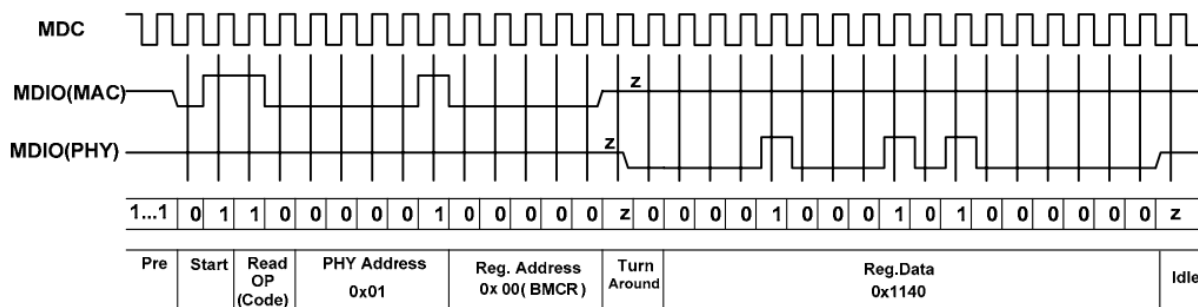 MDC
MDIO(MAC)
z
MDIO(PHY)
z
1...1 0 1 1 0 0 0 0 0 1 0 0 0 0 0 z 0 0 0 0 1 0 0 0 1 0 1 0 0 0 0 0 0 z
Pre
Start
Read
OP
(Code)
PHY Address
0x01
Reg. Address
0x 00( BMCR )
Turn
Around
Reg.Data
0x1140
Idle